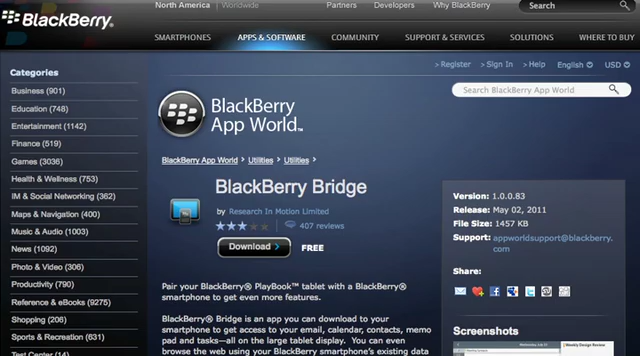 North America | Worldwide
Partners
Developers
Why BlackBerry
Search
BlackBerry.
SMARTPHONES
APPS & SOFTWARE
COMMUNITY
SUPPORT & SERVICES
SOLUTIONS
WHERE TO BUY
> Register > Sign In > Help English USD
Search BlackBerry App World
Categories
Business (901)
Education (748)
Entertainment (1142)
Finance (519)
Games (3036)
Health & Wellness (753)
IM & Social Networking (362)
Maps & Navigation (400)
Music & Audio (1003)
News (1092)
Photo & Video (306)
Productivity (790)
Reference & eBooks (9275)
Shopping (206)
Sports & Recreation (631)
Test Center (14)
BlackBerry
App World™
BlackBerry App World > Utilities > Utilities >
BlackBerry Bridge
by Research In Motion Limited
407 reviews
Download > FREE
Pair your BlackBerry® PlayBook™ tablet with a BlackBerry®
smartphone to get even more features.
BlackBerry® Bridge is an app you can download to your
smartphone to get access to your email, calendar, contacts, memo
pad and tasks—all on the large tablet display. You can even
browse the web using your BlackBerry smartphone's existing data
Version: 1.0.0.83
Release: May 02, 2011
File Size: 1457 KB
Support: appworldsupport@blackberry.
com
Share:
Screenshots
Weekly Design Review